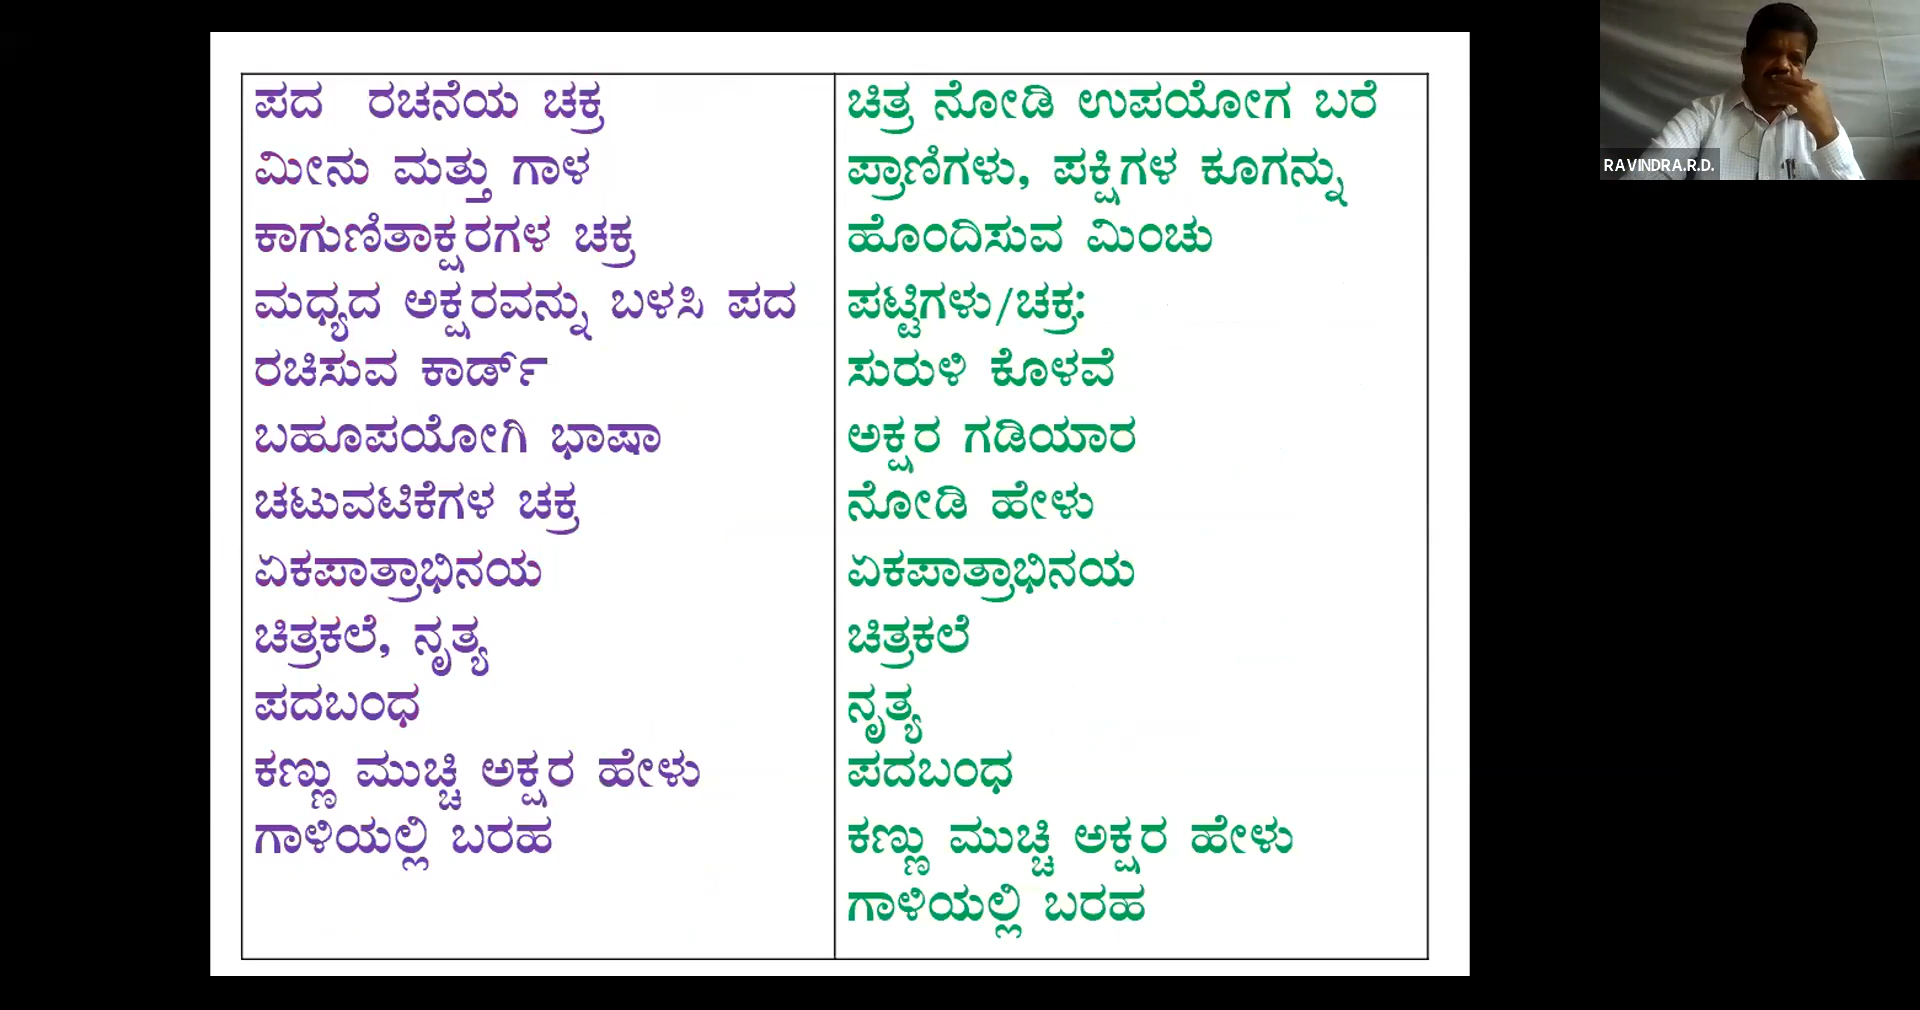 ಪದ ರಚನೆಯ ಚಕ್ರ
ಮೀನು ಮತ್ತು ಗಾಳ
ಕಾಗುಣಿತಾಕ್ಷರಗಳ ಚಕ್ರ
ಮಧ್ಯದ ಅಕ್ಷರವನ್ನು ಬಳಸಿ ಪದ
ರಚಿಸುವ ಕಾರ್ಡ್
ಬಹೂಪಯೋಗಿ ಭಾಷಾ
ಚಟುವಟಿಕೆಗಳ ಚಕ್ರ
ಏಕಪಾತ್ರಾಭಿನಯ
ಚಿತ್ರಕಲೆ, ನೃತ್ಯ
ಪದಬಂಧ
ಕಣ್ಣು ಮುಚ್ಚಿ ಅಕ್ಷರ ಹೇಳು
ಗಾಳಿಯಲ್ಲಿ ಬರಹ
ಚಿತ್ರ ನೋಡಿ ಉಪಯೋಗ ಬರೆ
ಪ್ರಾಣಿಗಳು, ಪಕ್ಷಿಗಳ ಕೂಗನ್ನು
ಹೊಂದಿಸುವ ಮಿಂಚು
ಪಟ್ಟಿಗಳು/ಚಕ್ರ:
ಸುರುಳಿ ಕೊಳವೆ
ಅಕ್ಷರ ಗಡಿಯಾರ
ನೋಡಿ ಹೇಳು
ಏಕಪಾತ್ರಾಭಿನಯ
ಚಿತ್ರಕಲೆ
ನೃತ್ಯ
ಪದಬಂಧ
ಕಣ್ಣು ಮುಚ್ಚಿ ಅಕ್ಷರ ಹೇಳು
ಗಾಳಿಯಲ್ಲಿ ಬರಹ
RAVINDRA.R.D.